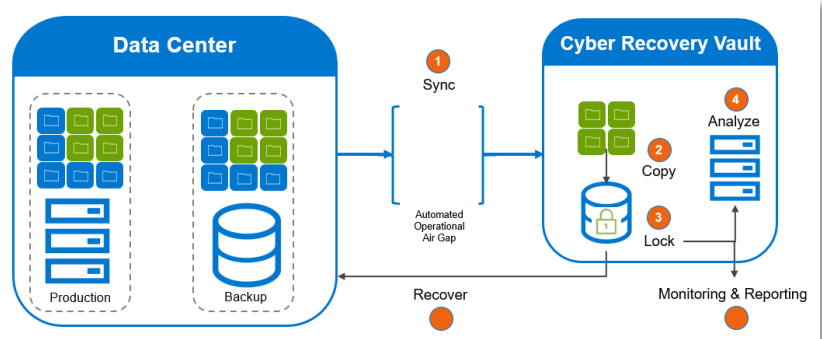 Data Center
Production
Backup
1
Sync
Automated
Operational
Air Gap
Cyber Recovery Vault
2
Copy
3
Lock
1
4
Analyze
Recover
Monitoring & Reporting